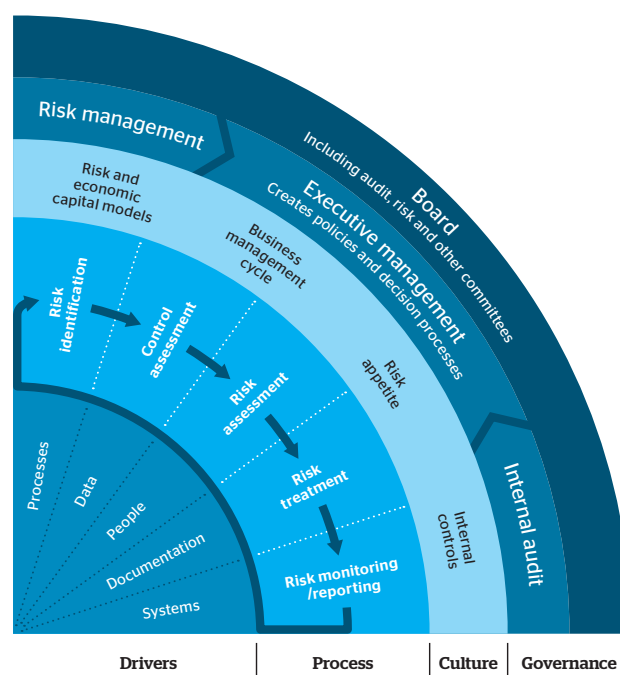 Board
Including audit, risk and other committees
Risk management
Executive management
Creates policies and decision processes
Internal audit
Risk and
economic
capital models
Business
management
cycle
Risk
appetite
Internal
controls
Risk
identification
Control
assessment
Risk
assessment
Risk
treatment
Risk monitoring
/reporting
Processes
Data
People
Documentation
Systems
Drivers
Process
Culture
Governance